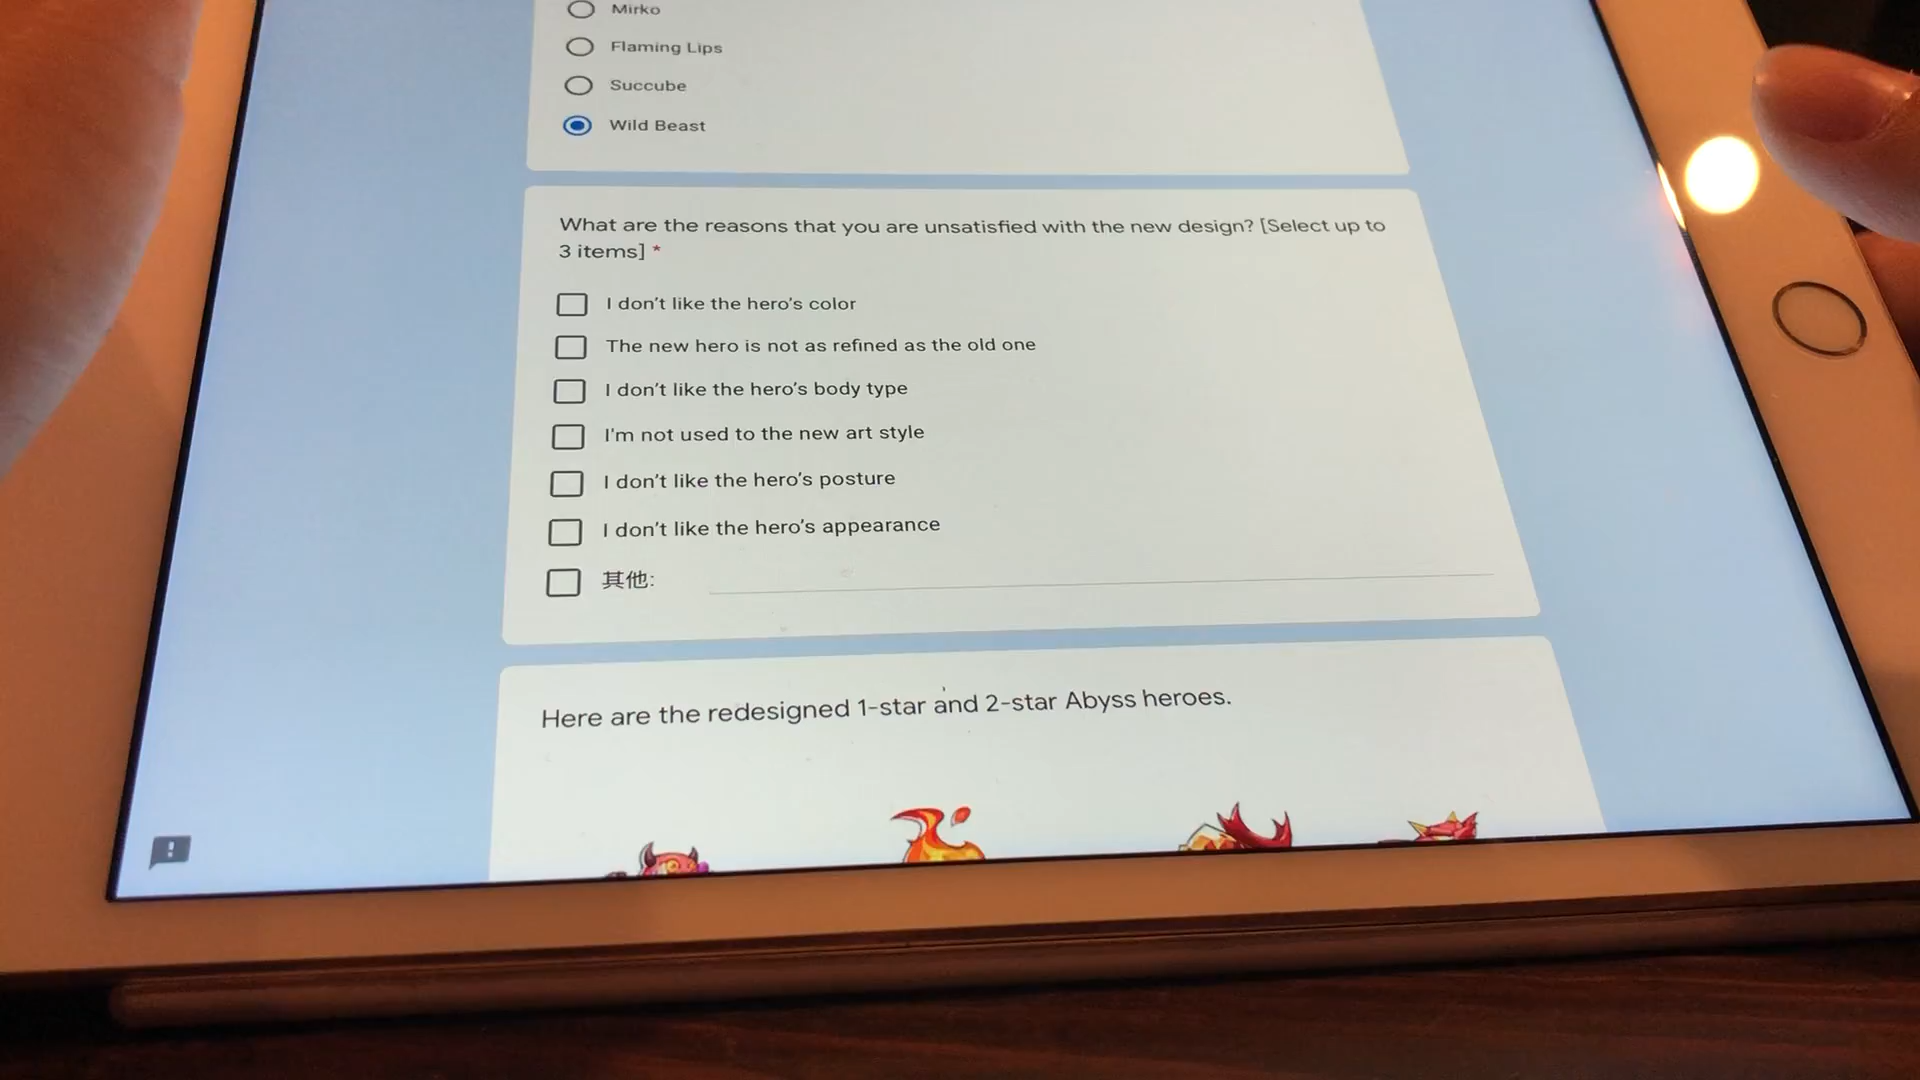 Mirko
Flaming Lips
Succube
Wild Beast
What are the reasons that you are unsatisfied with the new design? [Select up to
3 items] *
I don't like the hero's color
The new hero is not as refined as the old one
I don't like the hero's body type
I'm not used to the new art style
I don't like the hero's posture
I don't like the hero's appearance
其他:
Here are the redesigned 1-star and 2-star Abyss heroes.